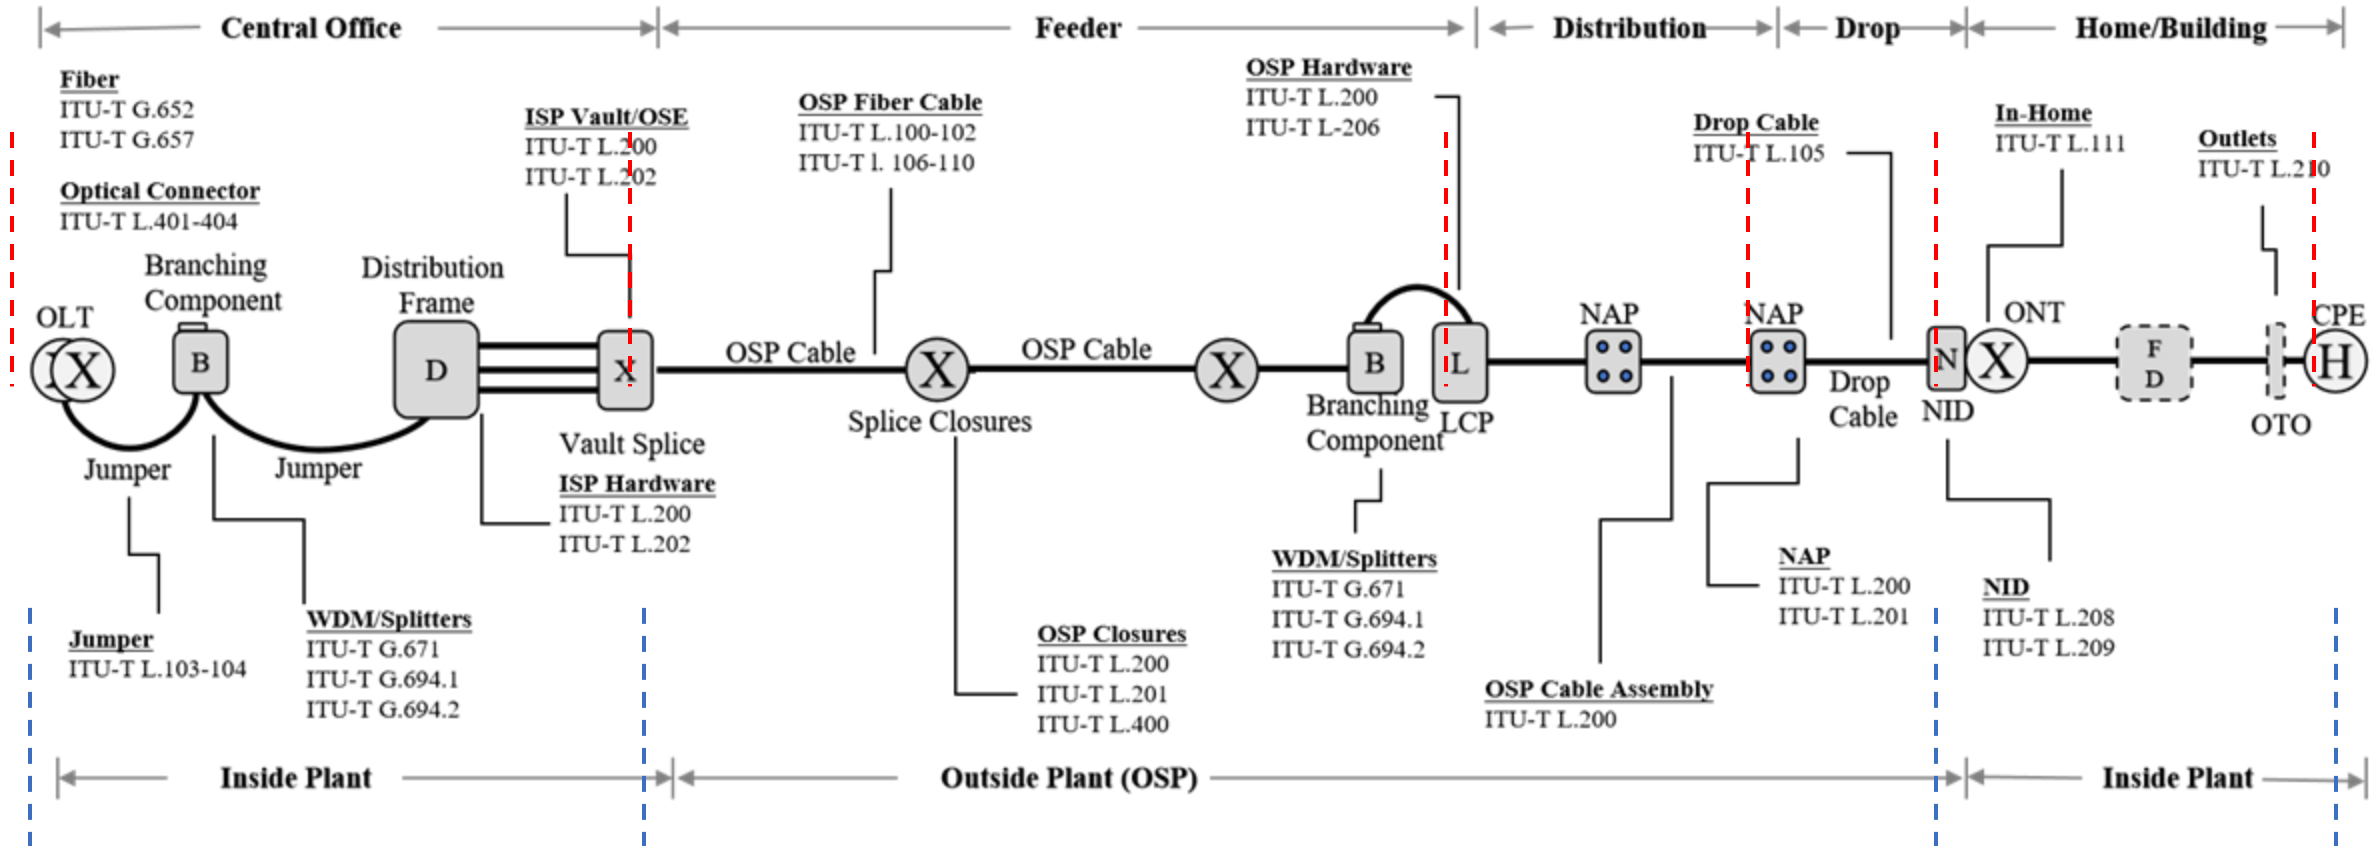 Central Office
Feeder
Distribution
Drop
Home/Building
Fiber
ITU-T G.652
ITU-T G.657
Optical Connector
ITU-T L.401-404
ISP Vault/OSE
ITU-T L.200
ITU-T L.202
OSP Fiber Cable
ITU-T L.100-102
ITU-T l. 106-110
OSP Hardware
ITU-T L.200
ITU-T L-206
Drop Cable
ITU-T L.105
In-Home
ITU-T L.111
Outlets
ITU-T L.210
OLT
X
Branching
Component
B
Distribution
Frame
D
X
OSP Cable
X
OSP Cable
X
B
L
NAP
NAP
N
X
ONT
F
D
CPE
H
Jumper
Jumper
Vault Splice
Splice Closures
Branching
Component
LCP
Drop
Cable
NID
OTO
ISP Hardware
ITU-T L.200
ITU-T L.202
Jumper
ITU-T L.103-104
WDM/Splitters
ITU-T G.671
ITU-T G.694.1
ITU-T G.694.2
OSP Closures
ITU-T L.200
ITU-T L.201
ITU-T L.400
WDM/Splitters
ITU-T G.671
ITU-T G.694.1
ITU-T G.694.2
OSP Cable Assembly
ITU-T L.200
NAP
ITU-T L.200
ITU-T L.201
NID
ITU-T L.208
ITU-T L.209
Inside Plant
Outside Plant (OSP)
Inside Plant